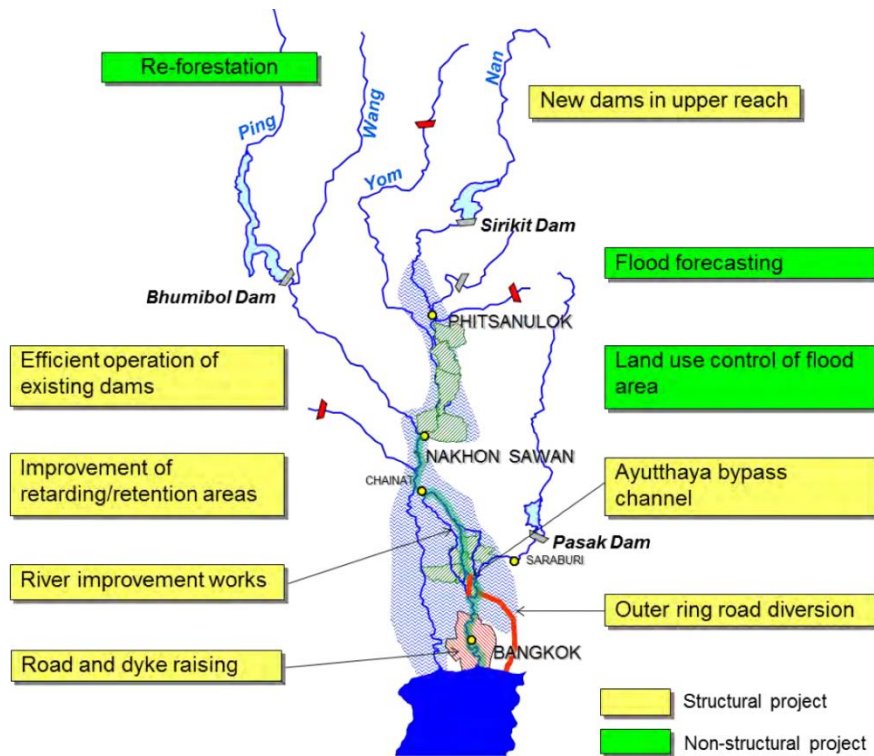 Re-forestation
Ping
Wang
Yom
Nan
New dams in upper reach
Sirikit Dam
Bhumibol Dam
Flood forecasting
PHITSANULOK
Efficient operation of
existing dams
Land use control of flood
area
NAKHON SAWAN
Improvement of
retarding/retention areas
CHAINAT
Ayutthaya bypass
channel
Pasak Dam
SARABURI
River improvement works
Outer ring road diversion
Road and dyke raising
BANGKOK
Structural project
Non-structural project